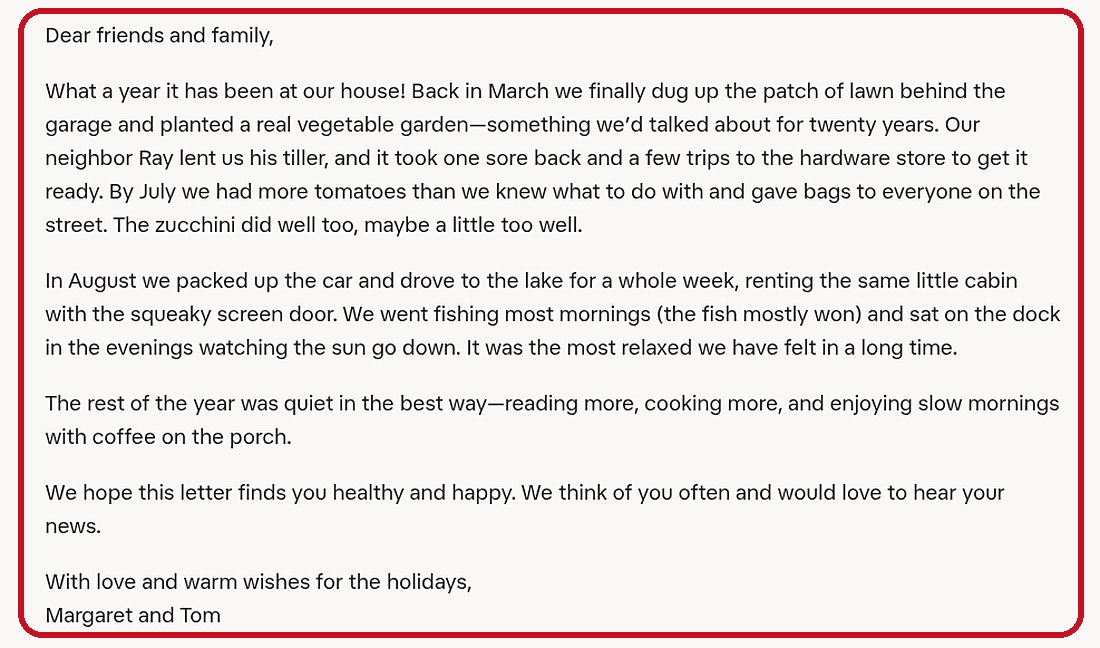 Dear friends and family,
What a year it has been at our house! Back in March we finally dug up the patch of lawn behind the
garage and planted a real vegetable garden—something we’d talked about for twenty years. Our
neighbor Ray lent us his tiller, and it took one sore back and a few trips to the hardware store to get it
ready. By July we had more tomatoes than we knew what to do with and gave bags to everyone on the
street. The zucchini did well too, maybe a little too well.
In August we packed up the car and drove to the lake for a whole week, renting the same little cabin
with the squeaky screen door. We went fishing most mornings (the fish mostly won) and sat on the dock
in the evenings watching the sun go down. It was the most relaxed we have felt in a long time.
The rest of the year was quiet in the best way—reading more, cooking more, and enjoying slow mornings
with coffee on the porch.
We hope this letter finds you healthy and happy. We think of you often and would love to hear your
news.
With love and warm wishes for the holidays,
Margaret and Tom